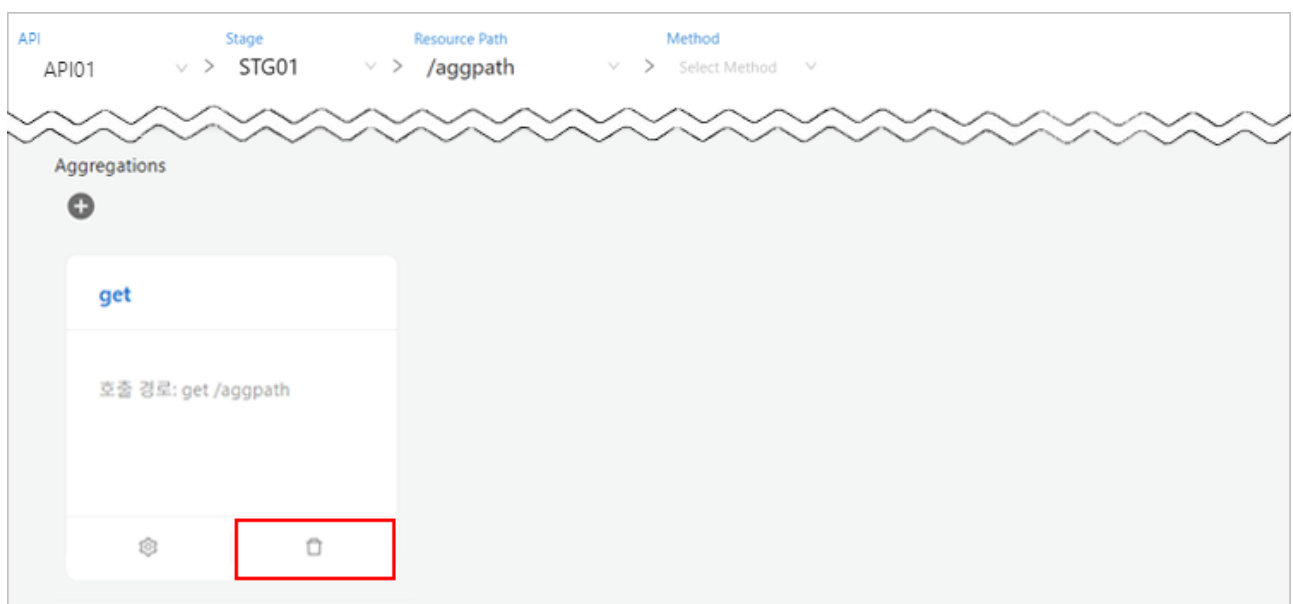 API Stage Resource Path Method
API01 > STG01 > /aggpath > Select Method
Aggregations
get
호출 경로: get /aggpath